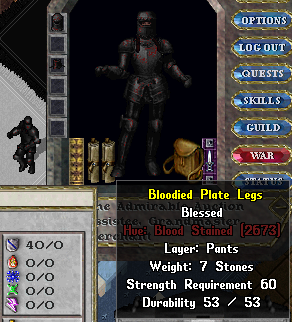 OPTIONS
LOG OUT
QUESTS
SKILLS
GUILD
WAR
STATUS
Bloodied Plate Legs
Blessed
Hue: Blood Stained [2673]
Layer: Pants
Weight: 7 Stones
Strength Requirement 60
Durability 53 / 53
40/0
0/0
0/0
0/0
0/0